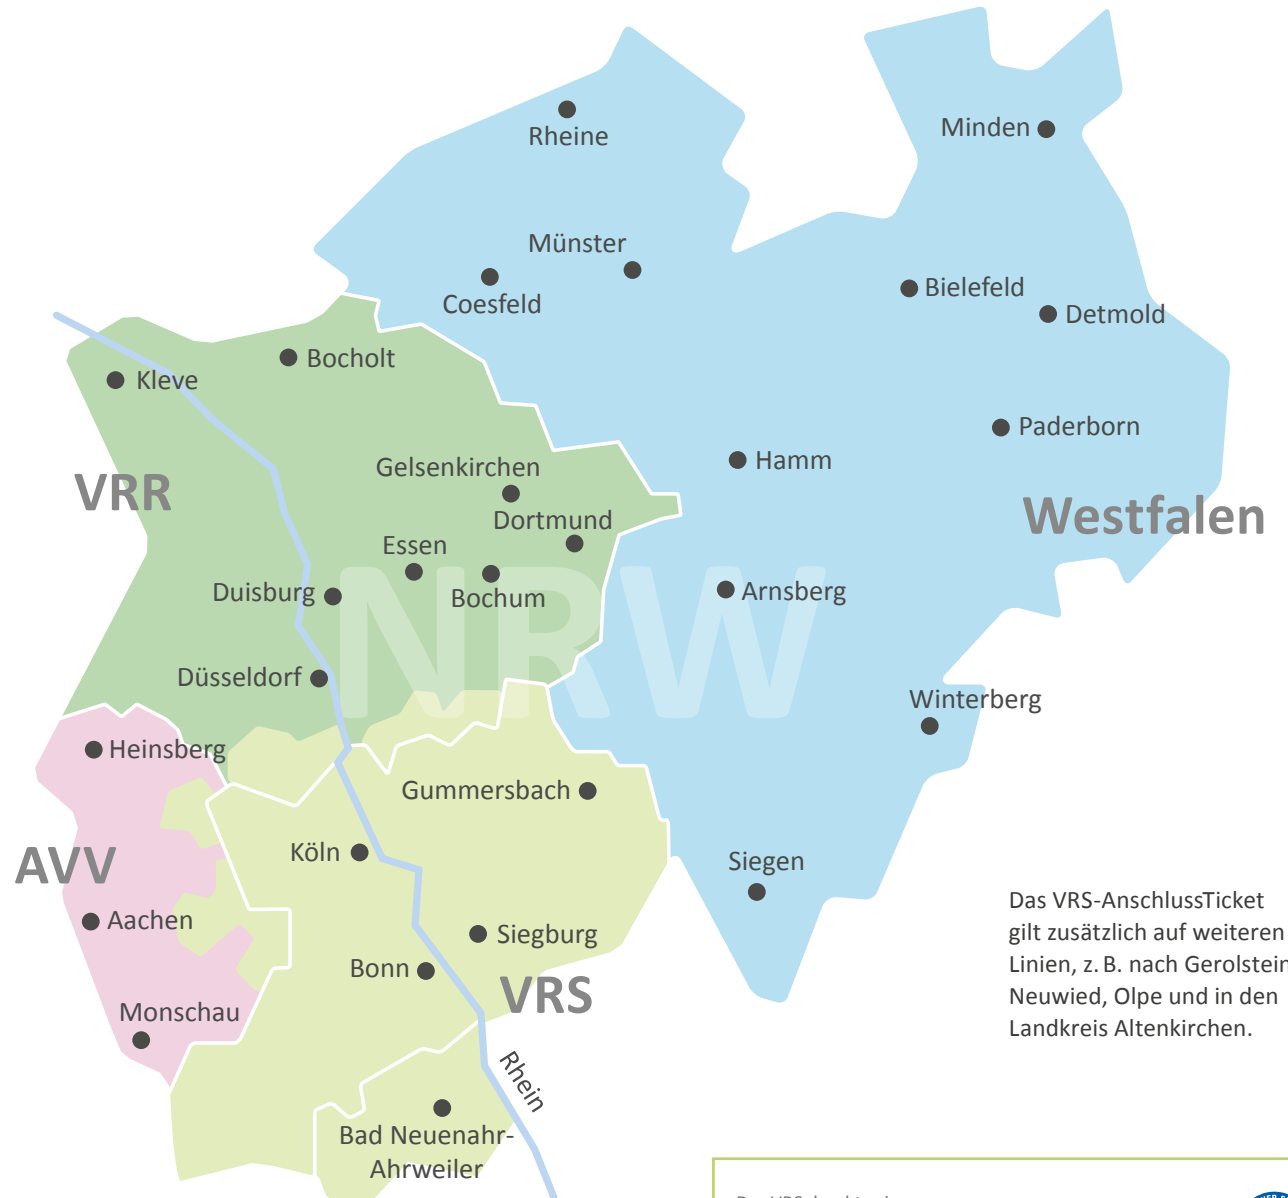 Rheine
Minden
Münster
Coesfeld
Bielefeld
Detmold
Bocholt
Kleve
Paderborn
Hamm
Gelsenkirchen
VRR
Westfalen
Dortmund
Essen
NRW
Duisburg
Bochum
Arnsberg
Düsseldorf
Winterberg
Heinsberg
Gummersbach
Köln
AVV
Siegen
Aachen
Siegburg
Bonn
VRS
Monschau
Das VRS-AnschlussTicket
gilt zusätzlich auf weiteren
Linien, z. B. nach Gerolstein
Neuwied, Olpe und in den
Landkreis Altenkirchen.
Rhein
Bad Neuenahr-
Ahrweiler